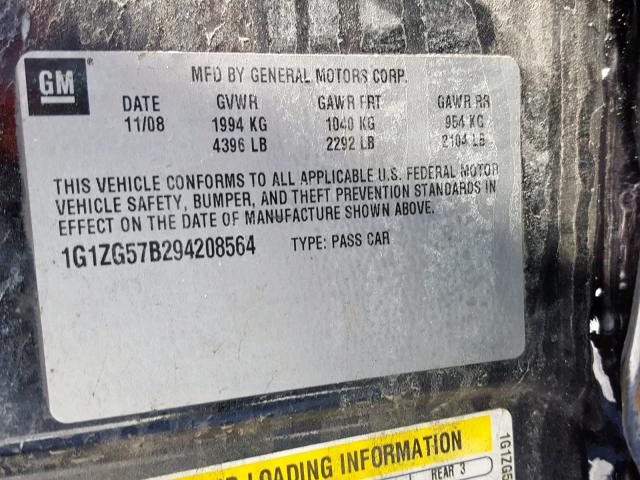 GM
®
MFD BY GENERAL MOTORS CORP.
DATE GVWR GAWR FRT GAWR RR
11/08 1994 KG 1040 KG 954 KG
4396 LB 2292 LB 2104 LB
THIS VEHICLE CONFORMS TO ALL APPLICABLE U.S. FEDERAL MOTOR
VEHICLE SAFETY, BUMPER, AND THEFT PREVENTION STANDARDS IN
EFFECT ON THE DATE OF MANUFACTURE SHOWN ABOVE.
1G1ZG57B294208564 TYPE: PASS CAR
LOADING INFORMATION
REAR 3
1G1ZG5